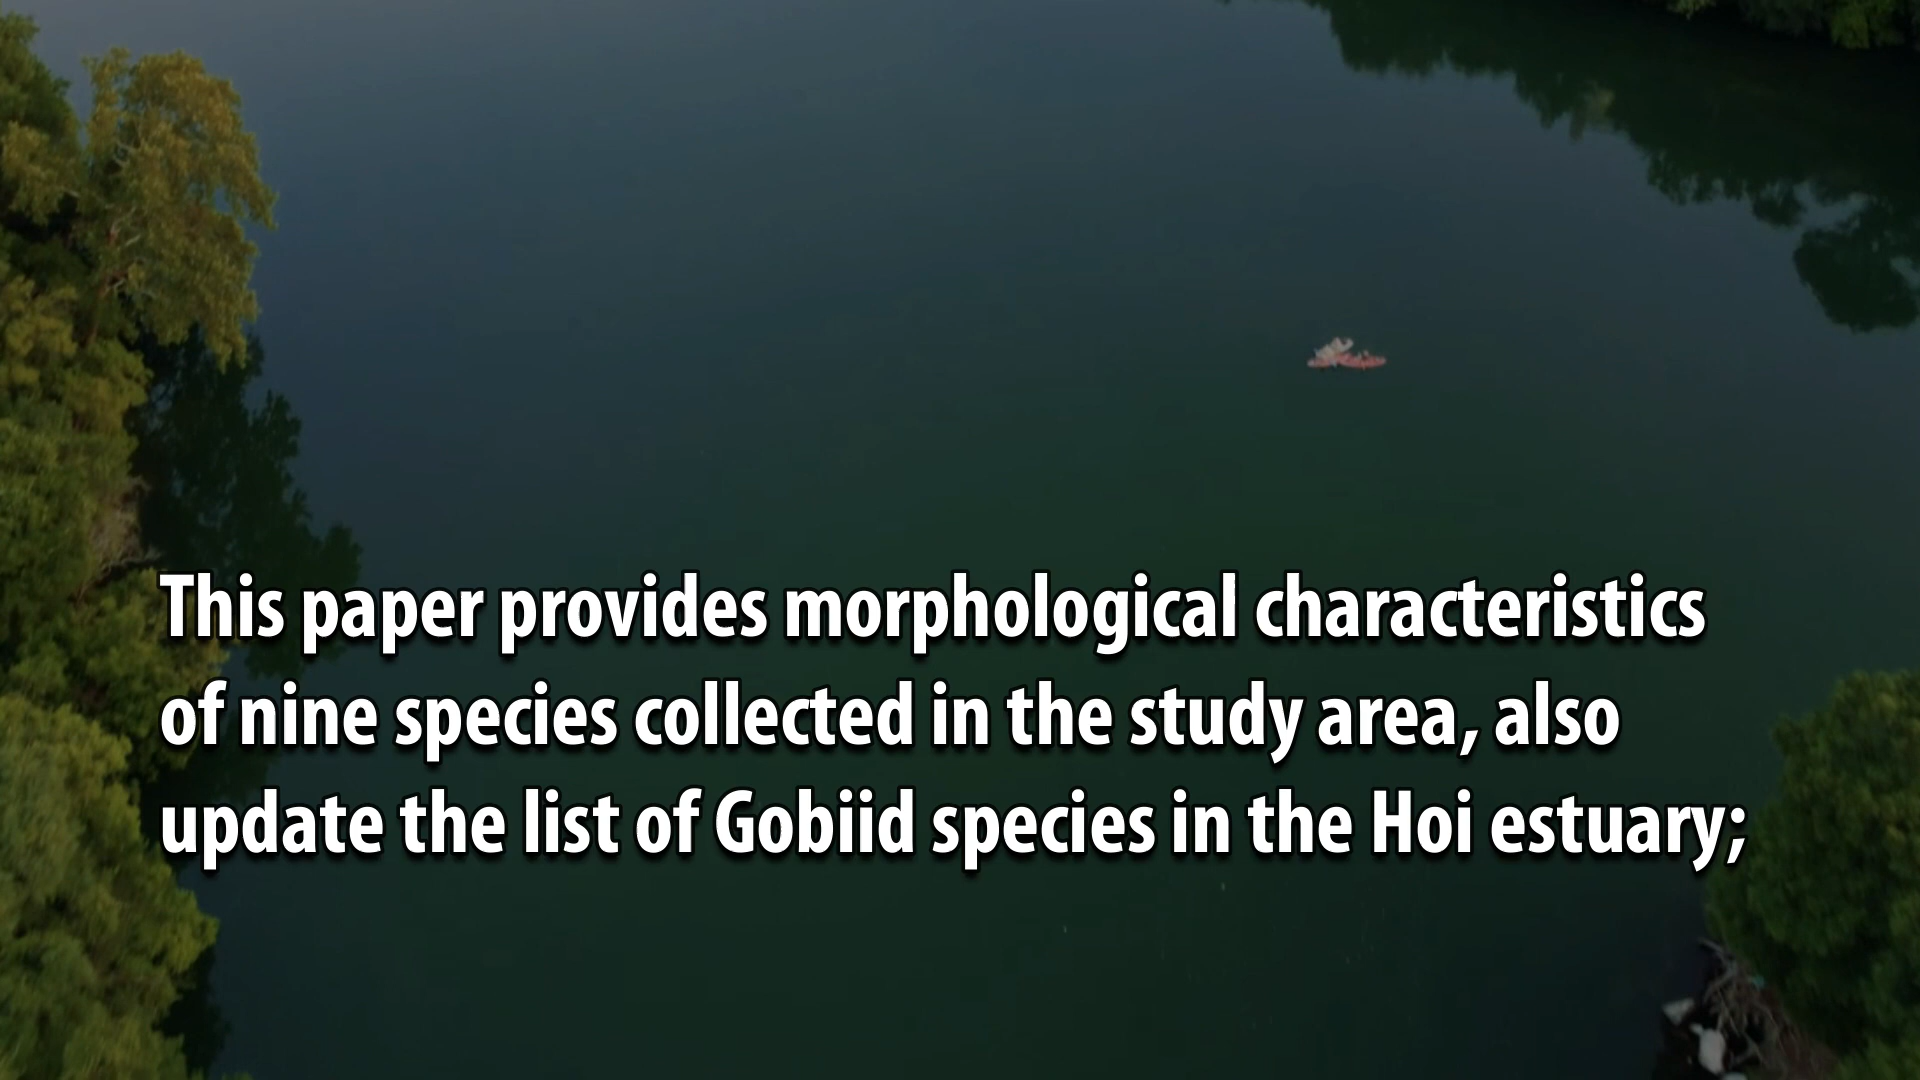 This paper provides morphological characteristics
of nine species collected in the study area, also
update the list of Gobiid species in the Hoi estuary;